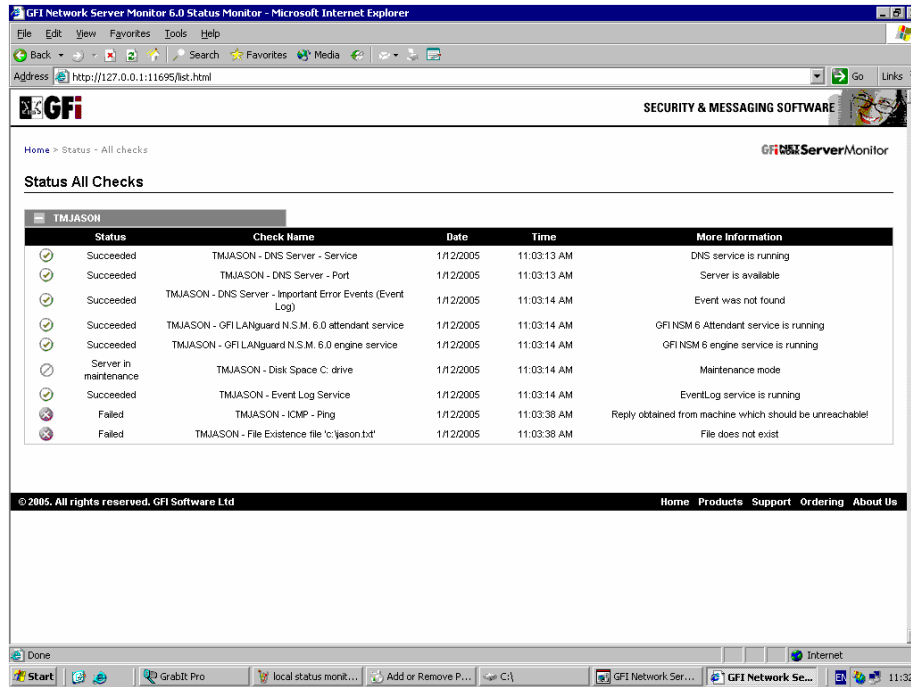 GFI Network Server Monitor 6.0 Status Monitor - Microsoft Internet Explorer
File Edit View Favorites Tools Help
Back Search Favorites Media
Address http://127.0.0.1:11695/list.html Go Links
GFi SECURITY & MESSAGING SOFTWARE
Home > Status - All checks
GFi NETWORK ServerMonitor
Status All Checks
TMJASON
Status Check Name Date Time More Information
Succeeded TMJASON - DNS Server - Service 1/12/2005 11:03:13 AM DNS service is running
Succeeded TMJASON - DNS Server - Port 1/12/2005 11:03:13 AM Server is available
Succeeded TMJASON - DNS Server - Important Error Events (Event Log) 1/12/2005 11:03:14 AM Event was not found
Succeeded TMJASON - GFI LANguard N.S.M. 6.0 attendant service 1/12/2005 11:03:14 AM GFI NSM 6 Attendant service is running
Succeeded TMJASON - GFI LANguard N.S.M. 6.0 engine service 1/12/2005 11:03:14 AM GFI NSM 6 engine service is running
Server in maintenance TMJASON - Disk Space C: drive 1/12/2005 11:03:14 AM Maintenance mode
Succeeded TMJASON - Event Log Service 1/12/2005 11:03:14 AM EventLog service is running
Failed TMJASON - ICMP - Ping 1/12/2005 11:03:38 AM Reply obtained from machine which should be unreachable!
Failed TMJASON - File Existence file 'c:\jason.txt' 1/12/2005 11:03:38 AM File does not exist
© 2005. All rights reserved. GFI Software Ltd Home Products Support Ordering About Us
Done Internet
Start GrabIt Pro local status monit... Add or Remove P... C:\ GFI Network Ser... GFI Network Se... EN 11:32